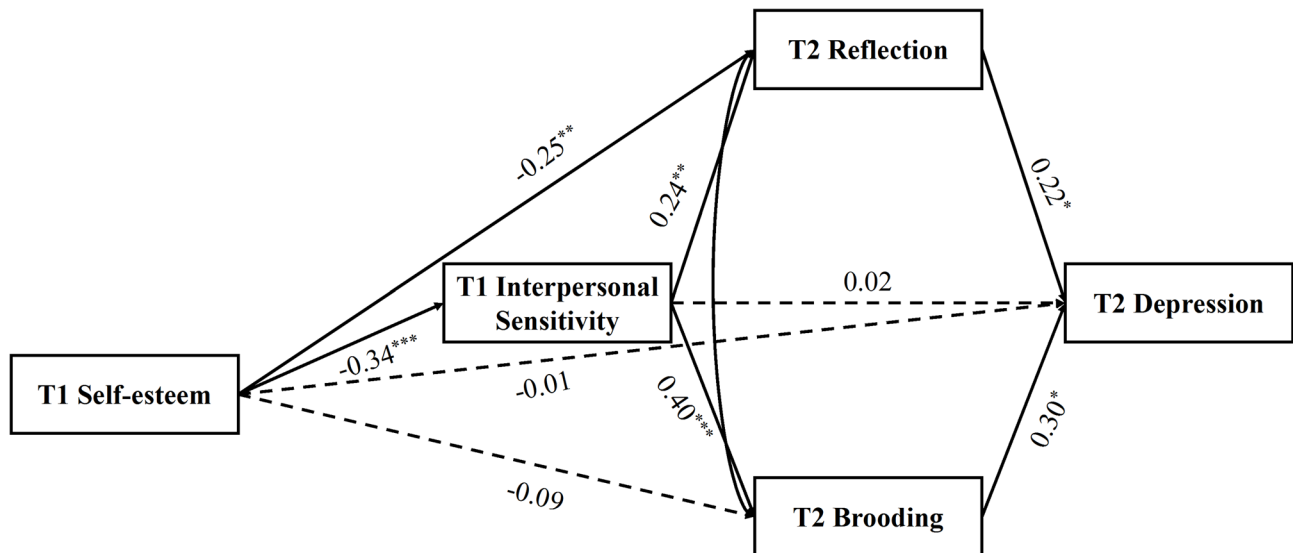 T2 Reflection
-0.25**
0.24**
0.22*
T1 Interpersonal
Sensitivity
0.02
T2 Depression
-0.34***
T1 Self-esteem
-0.01
0.40***
0.30*
-0.09
T2 Brooding